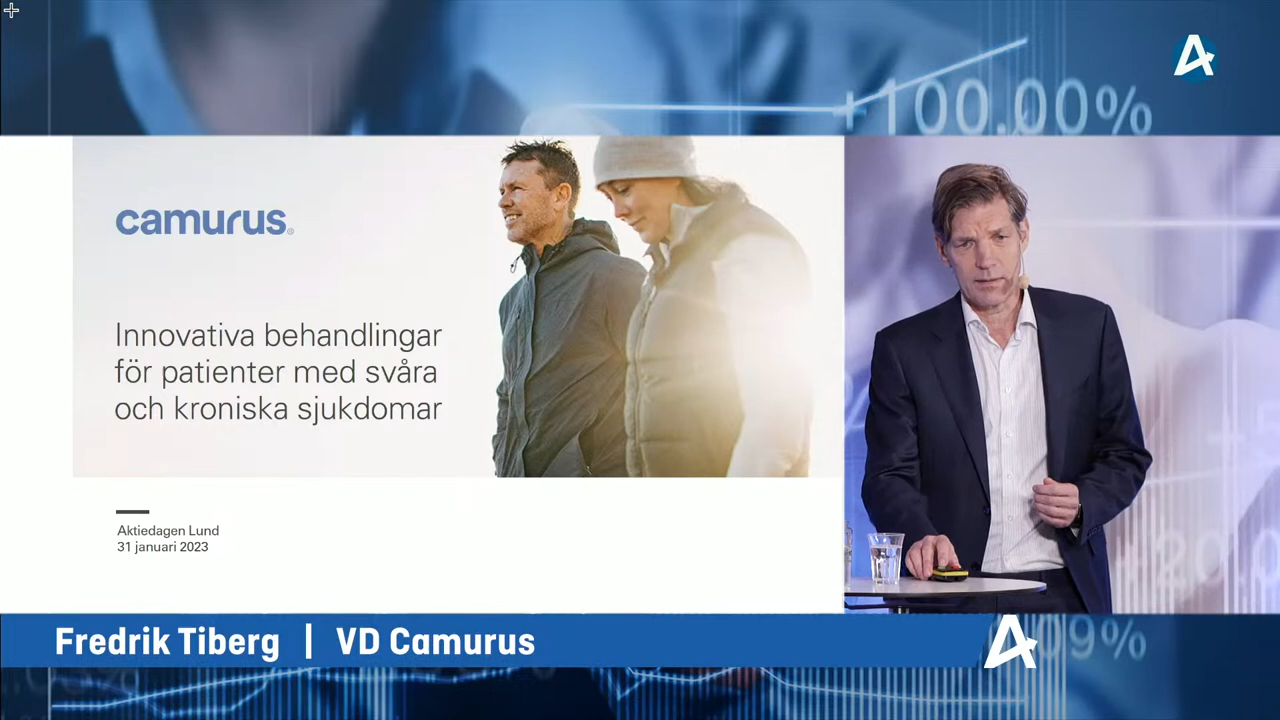 +100.00%
camurus®
Innovativa behandlingar
för patienter med svåra
och kroniska sjukdomar
Aktiedagen Lund
31 januari 2023
Fredrik Tiberg | VD Camurus